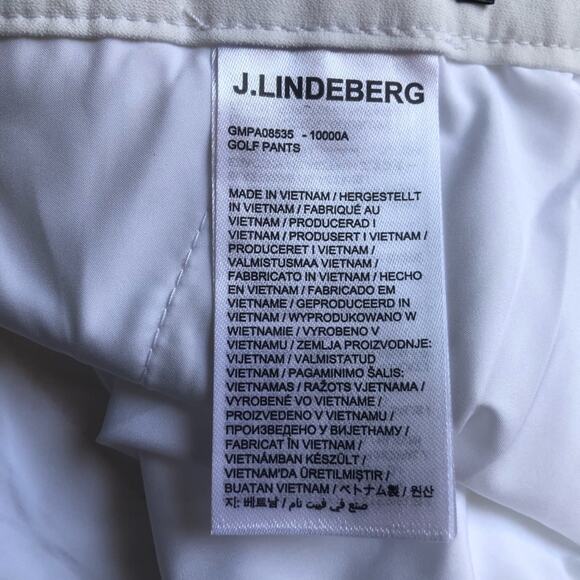 J.LINDEBERG
GMPA08535 - 10000A
GOLF PANTS
MADE IN VIETNAM / HERGESTELLT
IN VIETNAM / FABRIQUÉ AU
VIETNAM / PRODUCERAD I
VIETNAM / PRODUSERT I VIETNAM /
PRODUCERET I VIETNAM /
VALMISTUSMAA VIETNAM /
FABBRICATO IN VIETNAM / HECHO
EN VIETNAM / FABRICADO EM
VIETNAME / GEPRODUCEERD IN
VIETNAM / WYPRODUKOWANO W
WIETNAMIE / VYROBENO V
VIETNAMU / ZEMLJA PROIZVODNJE:
VIJETNAM / VALMISTATUD
VIETNAM / PAGAMINIMO ŠALIS:
VIETNAMAS / RAŽOTS VJETNAMA /
VYROBENÉ VO VIETNAME /
PROIZVEDENO V VIETNAMU /
ПРОИЗВЕДЕНО У ВИЈЕТНАМУ /
FABRICAT ÎN VIETNAM /
VIETNÁMBAN KÉSZÜLT /
VIETNAM'DA ÜRETILMIŞTIR /
BUATAN VIETNAM / ベトナム製 / 원산
지: 베트남 / صنع في فييت نام